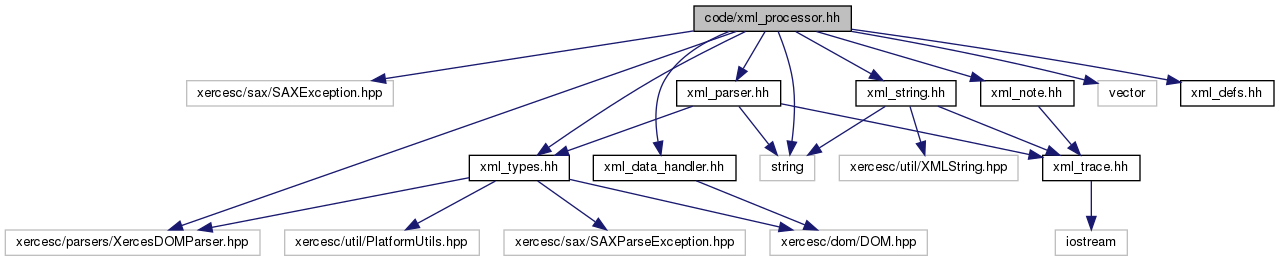 code/xml_processor.hh
xercesc/sax/SAXException.hpp
xml_parser.hh
xml_string.hh
xml_note.hh
vector
xml_defs.hh
xml_types.hh
xml_data_handler.hh
string
xercesc/util/XMLString.hpp
xml_trace.hh
xercesc/parsers/XercesDOMParser.hpp
xercesc/util/PlatformUtils.hpp
xercesc/sax/SAXParseException.hpp
xercesc/dom/DOM.hpp
iostream